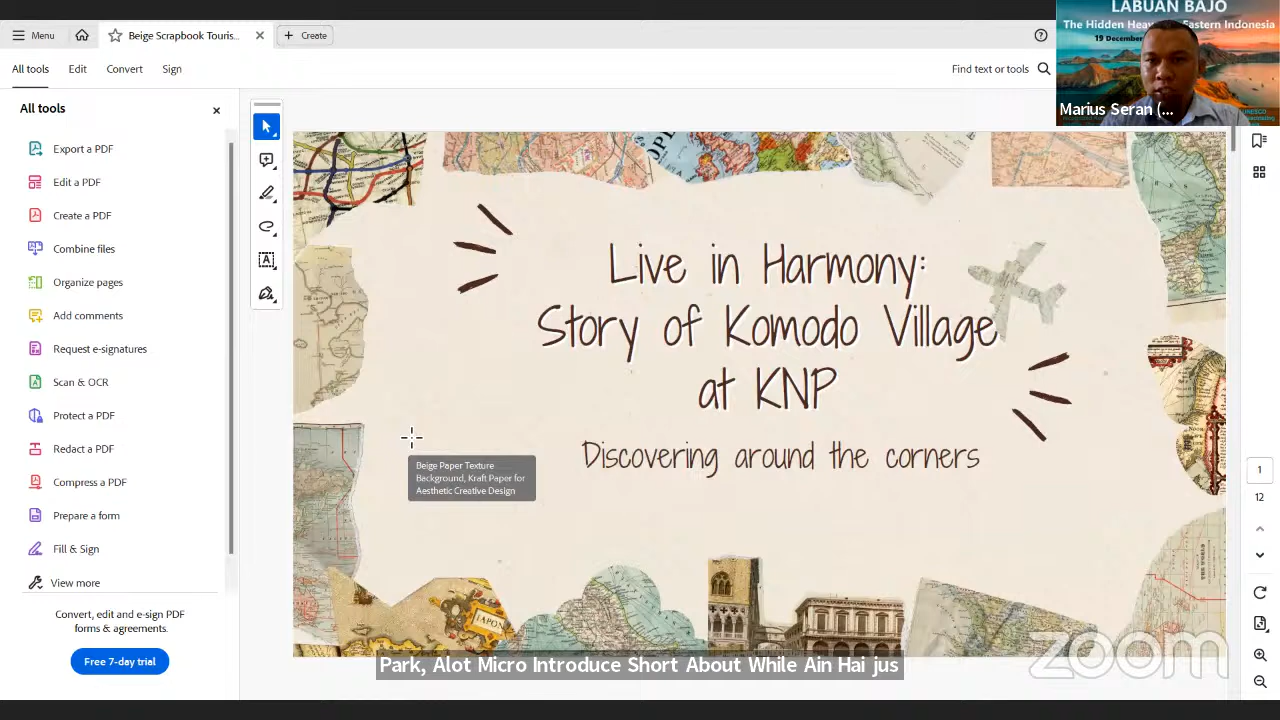 Menu
Beige Scrapbook Touris...
Create
LABUAN BAJO
19 December
Marius Seran (...
All tools
Edit
Convert
Sign
Find text or tools
All tools
Export a PDF
Edit a PDF
Create a PDF
Combine files
Organize pages
Add comments
Request e-signatures
Scan & OCR
Protect a PDF
Redact a PDF
Compress a PDF
Prepare a form
Fill & Sign
View more
Convert, edit and e-sign PDF
forms & agreements.
Free 7-day trial
Live in Harmony:
Story of Komodo Village
at KNP
Discovering around the corners
Beige Paper Texture
Background, Kraft Paper for
Aesthetic Creative Design
IAPON
THE WORLD
1
12
zoom
Park, Alot Micro Introduce Short About While Ain Hai jus